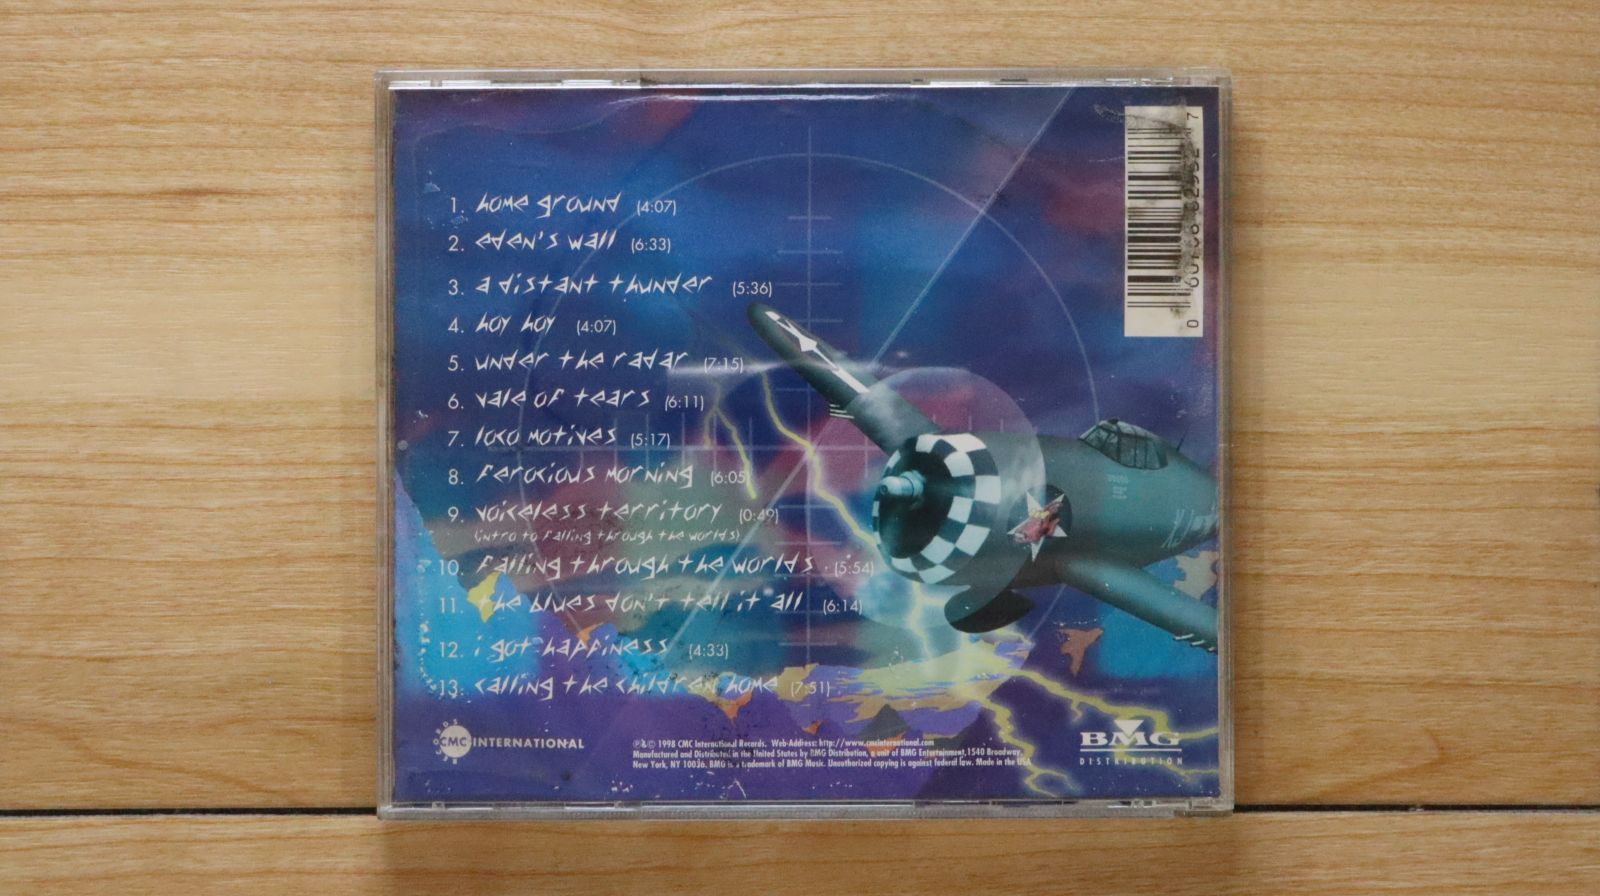 1. home ground (4:07)
2. eden's wall (6:33)
3. a distant thunder (5:36)
4. hoy hoy (4:07)
5. under the radar (7:15)
6. vale of tears (6:11)
7. loco motives (5:17)
8. ferocious morning (6:05)
9. voiceless territory (0:49)
(intro to falling through the worlds)
10. falling through the worlds (5:54)
11. the blues don't tell it all (6:14)
12. i got happiness (4:33)
13. calling the children home (7:51)
CMC INTERNATIONAL RECORDS
℗ & © 1998 CMC International Records. Web-Address: http://www.cmcinternational.com
Manufactured and Distributed in the United States by BMG Distribution, a unit of BMG Entertainment, 1540 Broadway,
New York, NY 10036. BMG is a trademark of BMG Music. Unauthorized copying is against federal law. Made in the USA
BMG
DISTRIBUTION